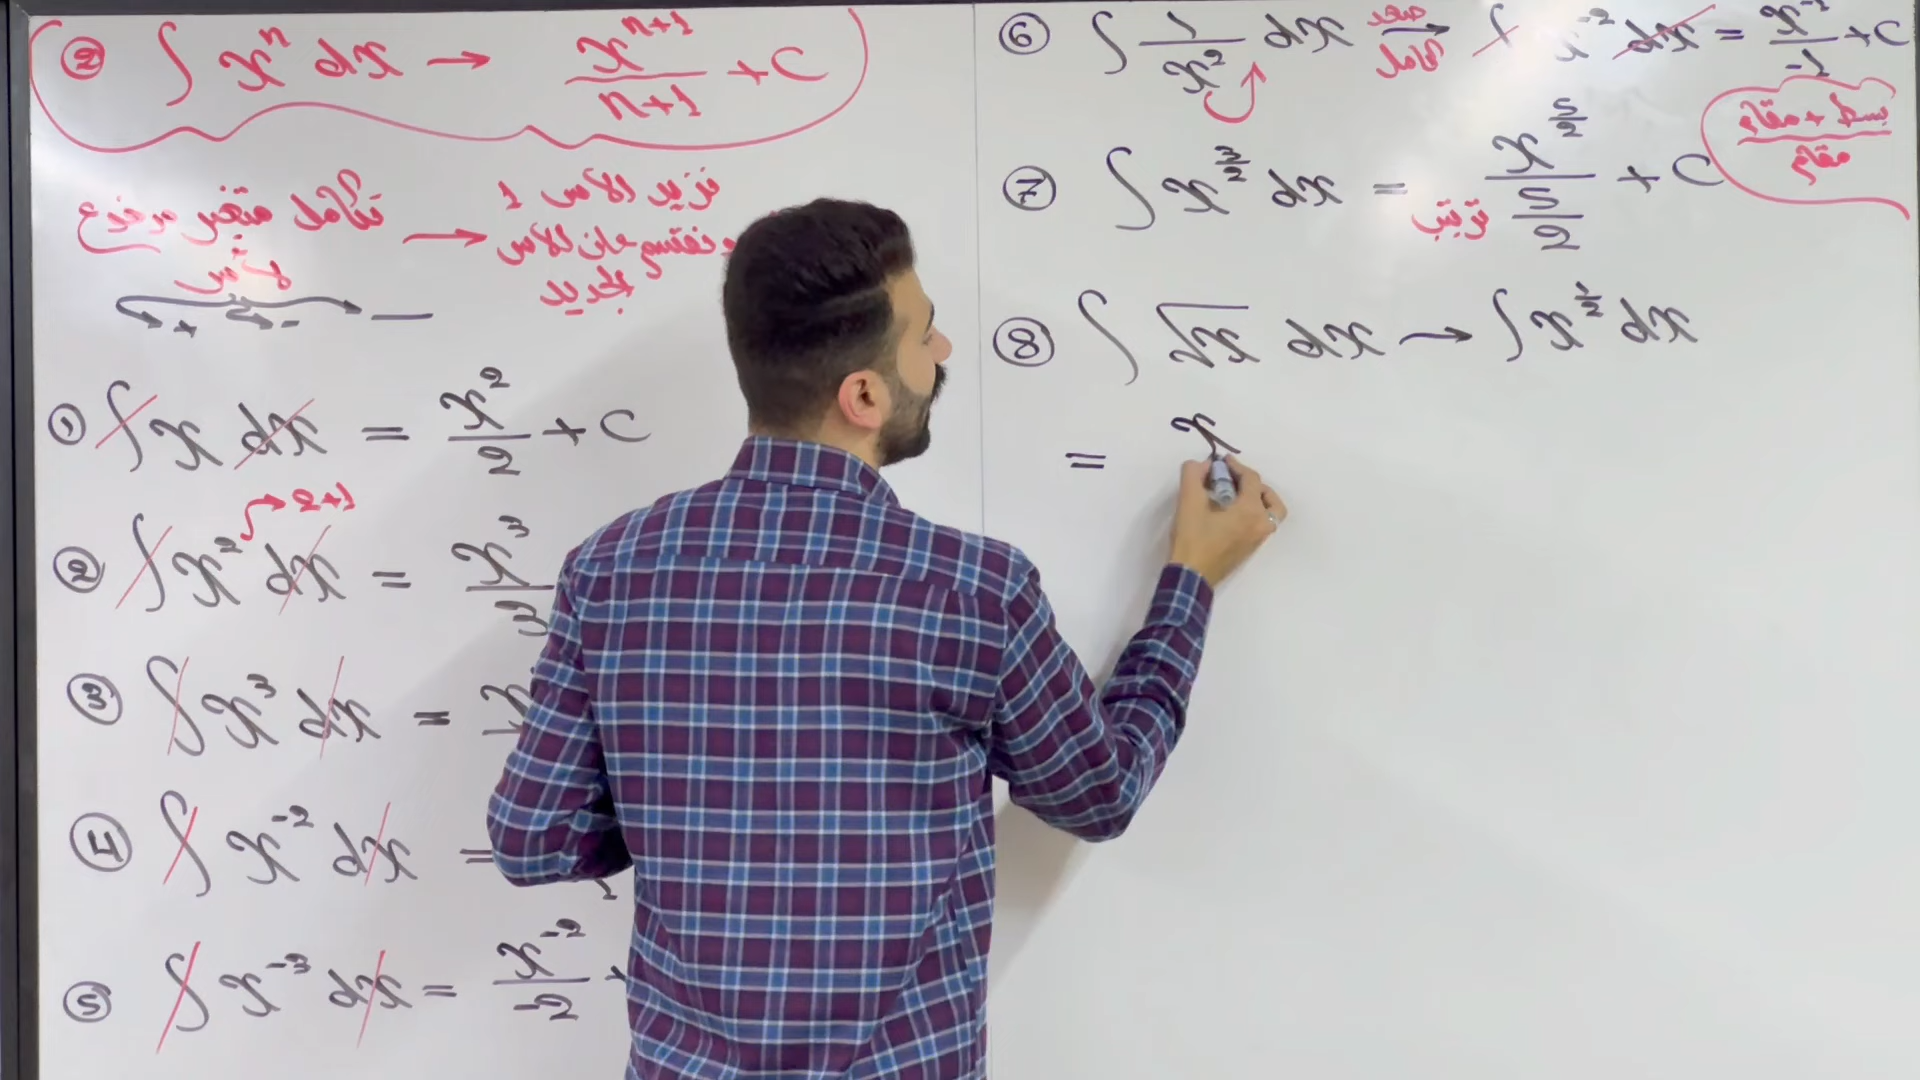 ② ∫ xⁿ dx → xⁿ⁺¹/n+1 + C
تكامل متغير مرفوع لأس → نزيد للأس 1 و نقسم على الأس الجديد
+ - —
① ∫ x dx = x²/2 + C
② ∫ x² dx = x³/3
2+1
③ ∫ x³ dx = x
④ ∫ x⁻² dx =
⑤ ∫ x⁻³ dx = x⁻²/-2 +
⑥ ∫ 1/x² dx صعد كامل → ∫ x⁻² dx = x⁻¹/-1 + C
⑦ ∫ x^(3/2) dx = ترتيب x^(5/2)/(5/2) + C
بسط + مقام / مقام
⑧ ∫ √x dx → ∫ x^(1/2) dx
= x